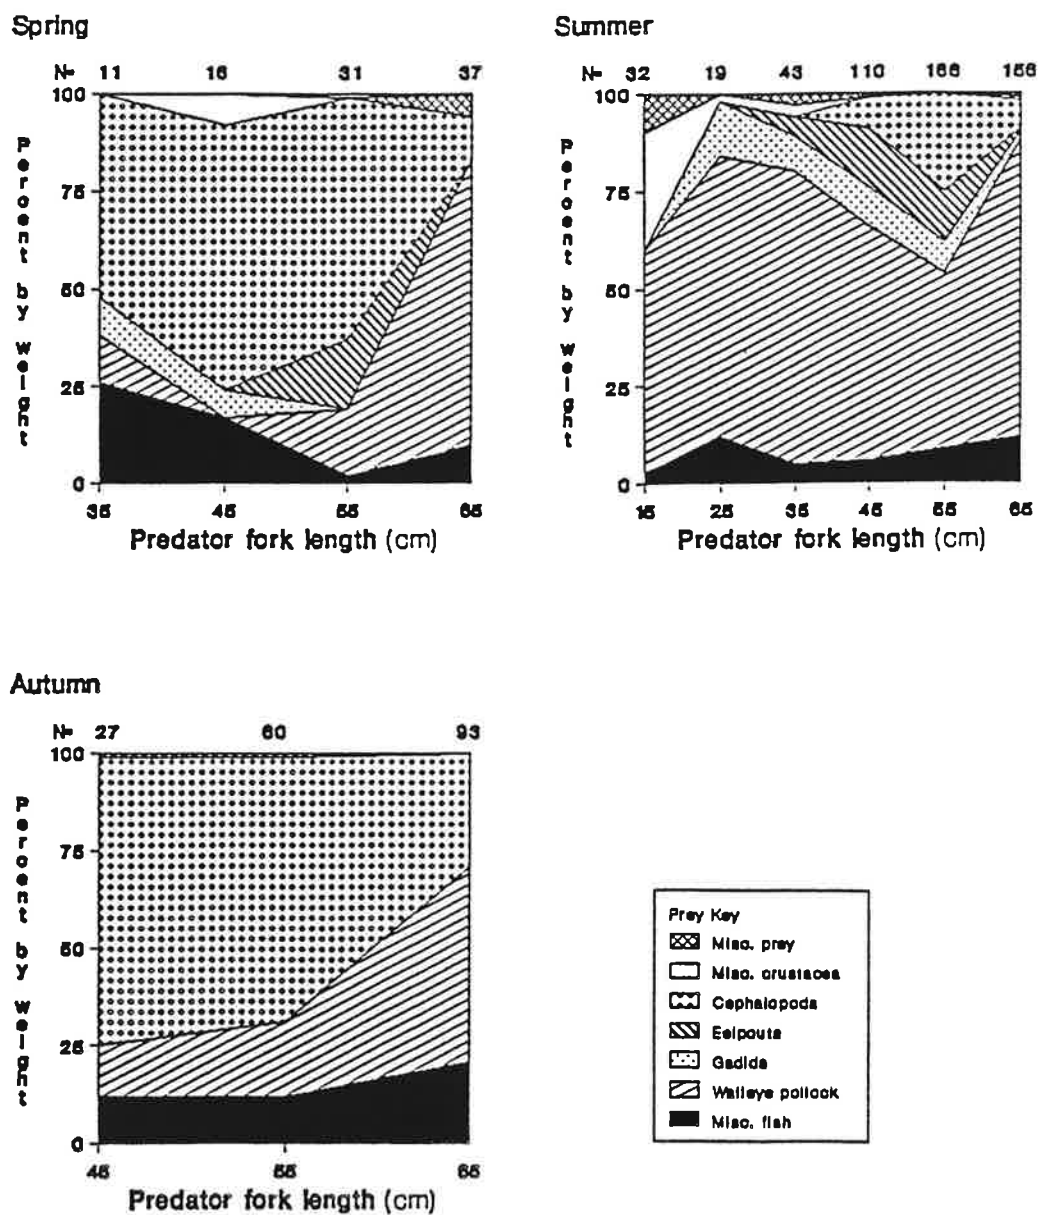 Spring
N= 11 16 31 37
100
75
50
25
0
Percent by weight
35 45 55 65
Predator fork length (cm)
Summer
N= 32 19 43 110 166 156
100
75
50
25
0
Percent by weight
15 25 35 45 55 65
Predator fork length (cm)
Autumn
N= 27 60 93
100
75
50
25
0
Percent by weight
45 55 65
Predator fork length (cm)
Prey Key
Misc. prey
Misc. crustacea
Cephalopoda
Eelpouts
Gadids
Walleye pollock
Misc. fish